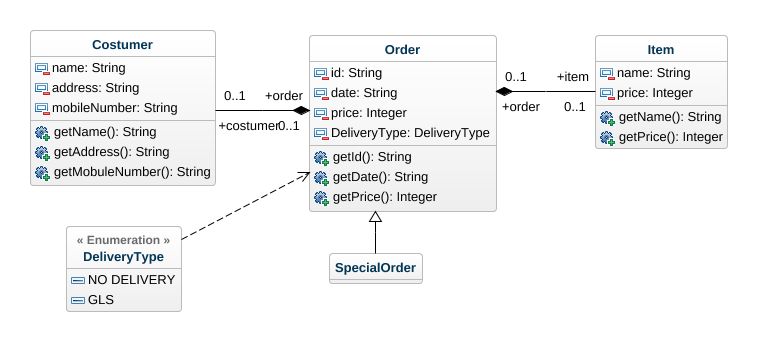 Costumer
name: String
address: String
mobileNumber: String
getName(): String
getAddress(): String
getMobuleNumber(): String
0..1
+order
+costumer
0..1
Order
id: String
date: String
price: Integer
DeliveryType: DeliveryType
getId(): String
getDate(): String
getPrice(): Integer
0..1
+item
+order
0..1
Item
name: String
price: Integer
getName(): String
getPrice(): Integer
« Enumeration »
DeliveryType
NO DELIVERY
GLS
SpecialOrder